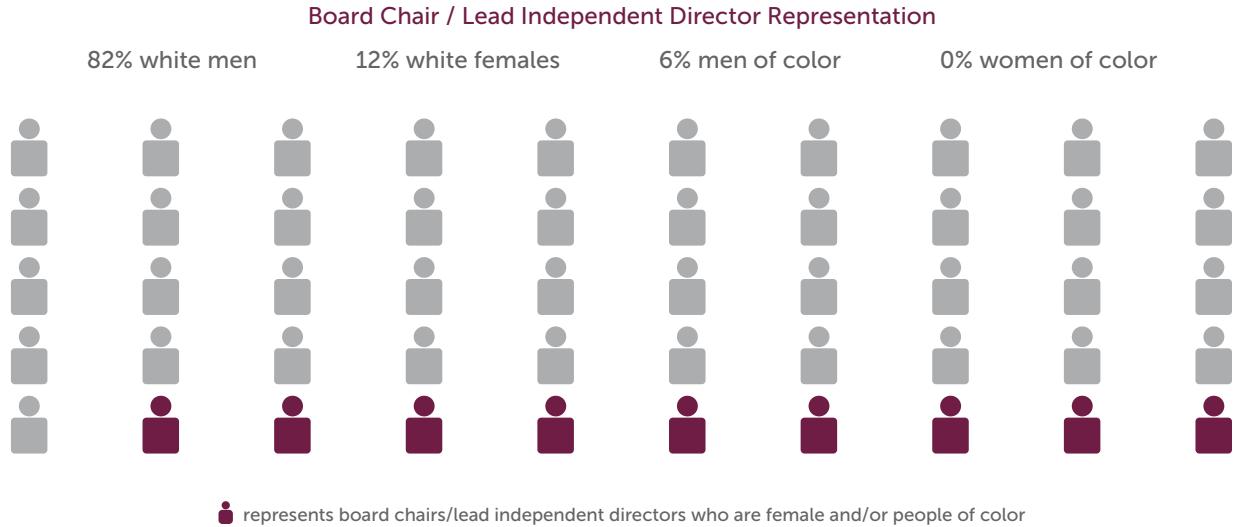 Board Chair / Lead Independent Director Representation
82% white men 12% white females 6% men of color 0% women of color
represents board chairs/lead independent directors who are female and/or people of color